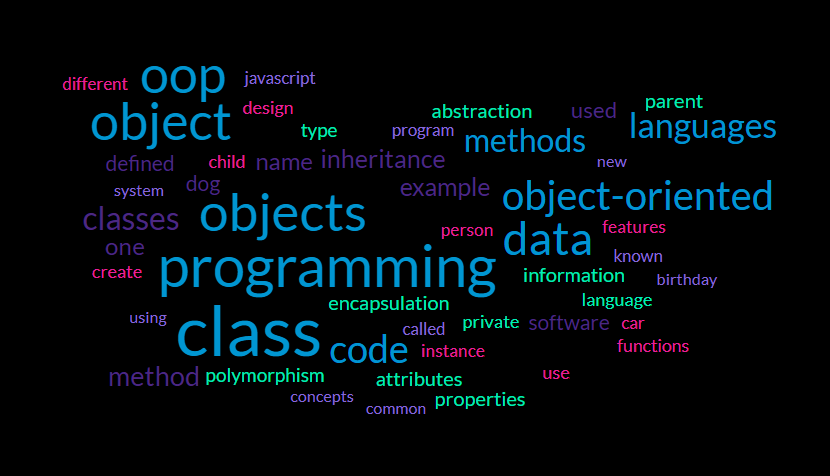 oop javascript
different
object design
abstraction used parent
type program methods languages
defined child name inheritance new
system dog example object-oriented
classes objects
person data features
one known
create programming information birthday
encapsulation language
using class called private software car
code instance functions
method polymorphism attributes use
concepts common properties